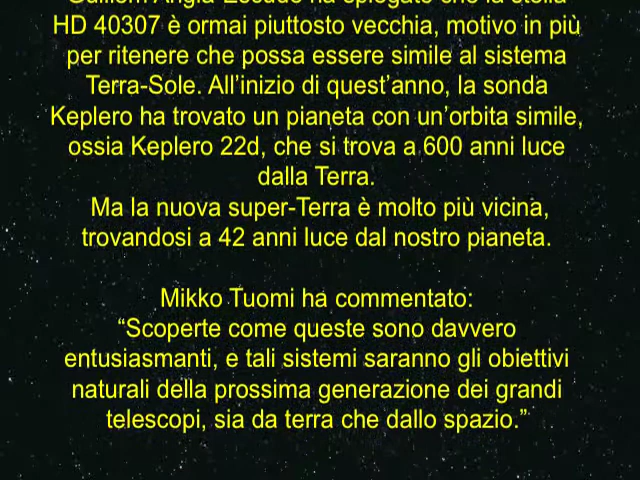 HD 40307 è ormai piuttosto vecchia, motivo in più
per ritenere che possa essere simile al sistema
Terra-Sole. All’inizio di quest’anno, la sonda
Keplero ha trovato un pianeta con un’orbita simile,
ossia Keplero 22d, che si trova a 600 anni luce
dalla Terra.
Ma la nuova super-Terra è molto più vicina,
trovandosi a 42 anni luce dal nostro pianeta.
Mikko Tuomi ha commentato:
“Scoperte come queste sono davvero
entusiasmanti, e tali sistemi saranno gli obiettivi
naturali della prossima generazione dei grandi
telescopi, sia da terra che dallo spazio.”